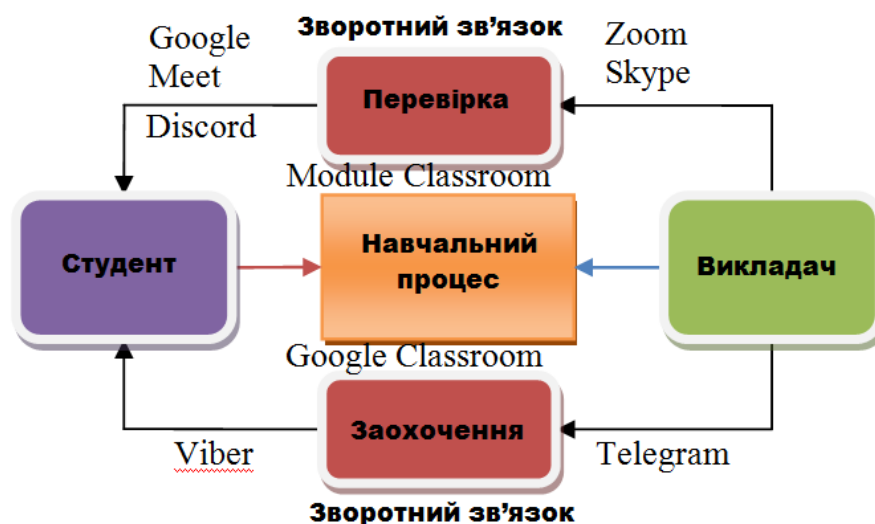 Зворотний зв’язок
Google
Meet
Discord
Перевірка
Zoom
Skype
Module Classroom
Студент
Навчальний
процес
Викладач
Google Classroom
Viber
Заохочення
Telegram
Зворотний зв’язок